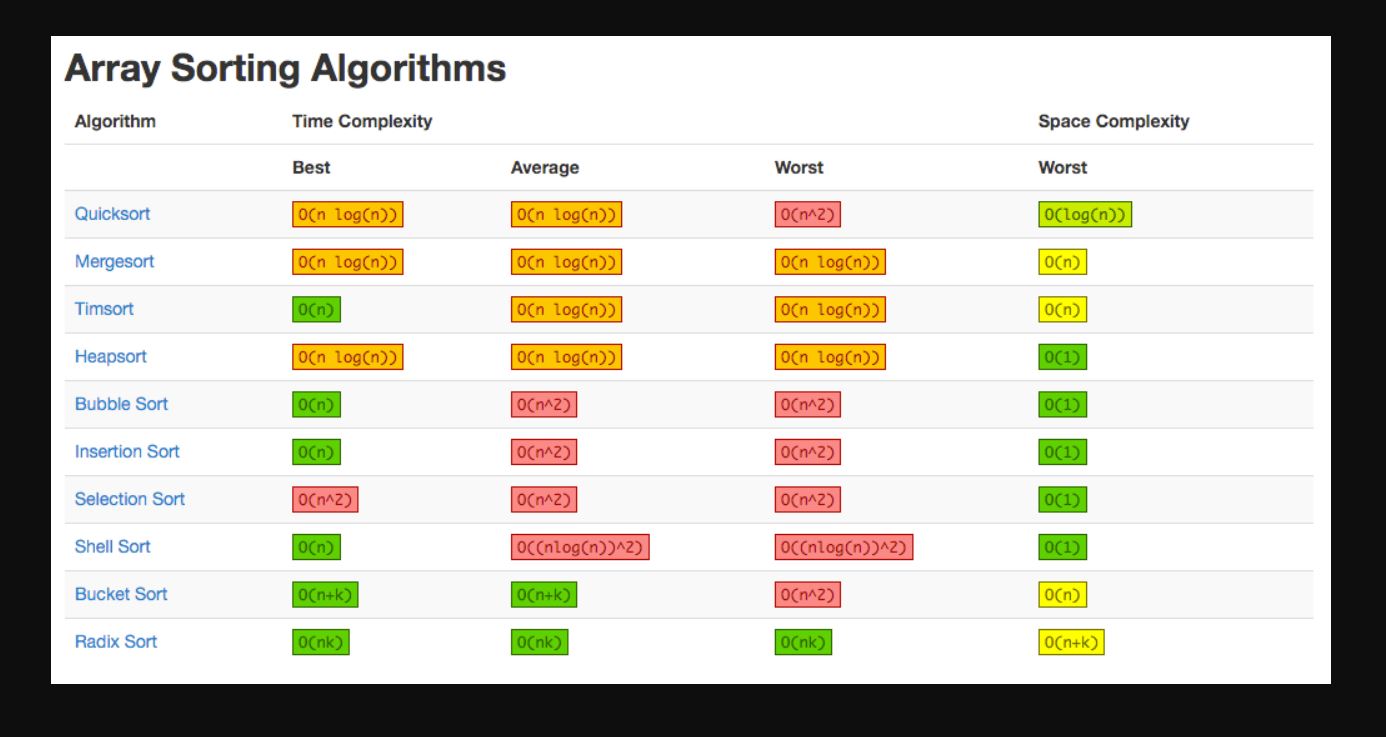 Array Sorting Algorithms
Algorithm Time Complexity Space Complexity
Best Average Worst Worst
Quicksort O(n log(n)) O(n log(n)) O(n^2) O(log(n))
Mergesort O(n log(n)) O(n log(n)) O(n log(n)) O(n)
Timsort O(n) O(n log(n)) O(n log(n)) O(n)
Heapsort O(n log(n)) O(n log(n)) O(n log(n)) O(1)
Bubble Sort O(n) O(n^2) O(n^2) O(1)
Insertion Sort O(n) O(n^2) O(n^2) O(1)
Selection Sort O(n^2) O(n^2) O(n^2) O(1)
Shell Sort O(n) O((nlog(n))^2) O((nlog(n))^2) O(1)
Bucket Sort O(n+k) O(n+k) O(n^2) O(n)
Radix Sort O(nk) O(nk) O(nk) O(n+k)